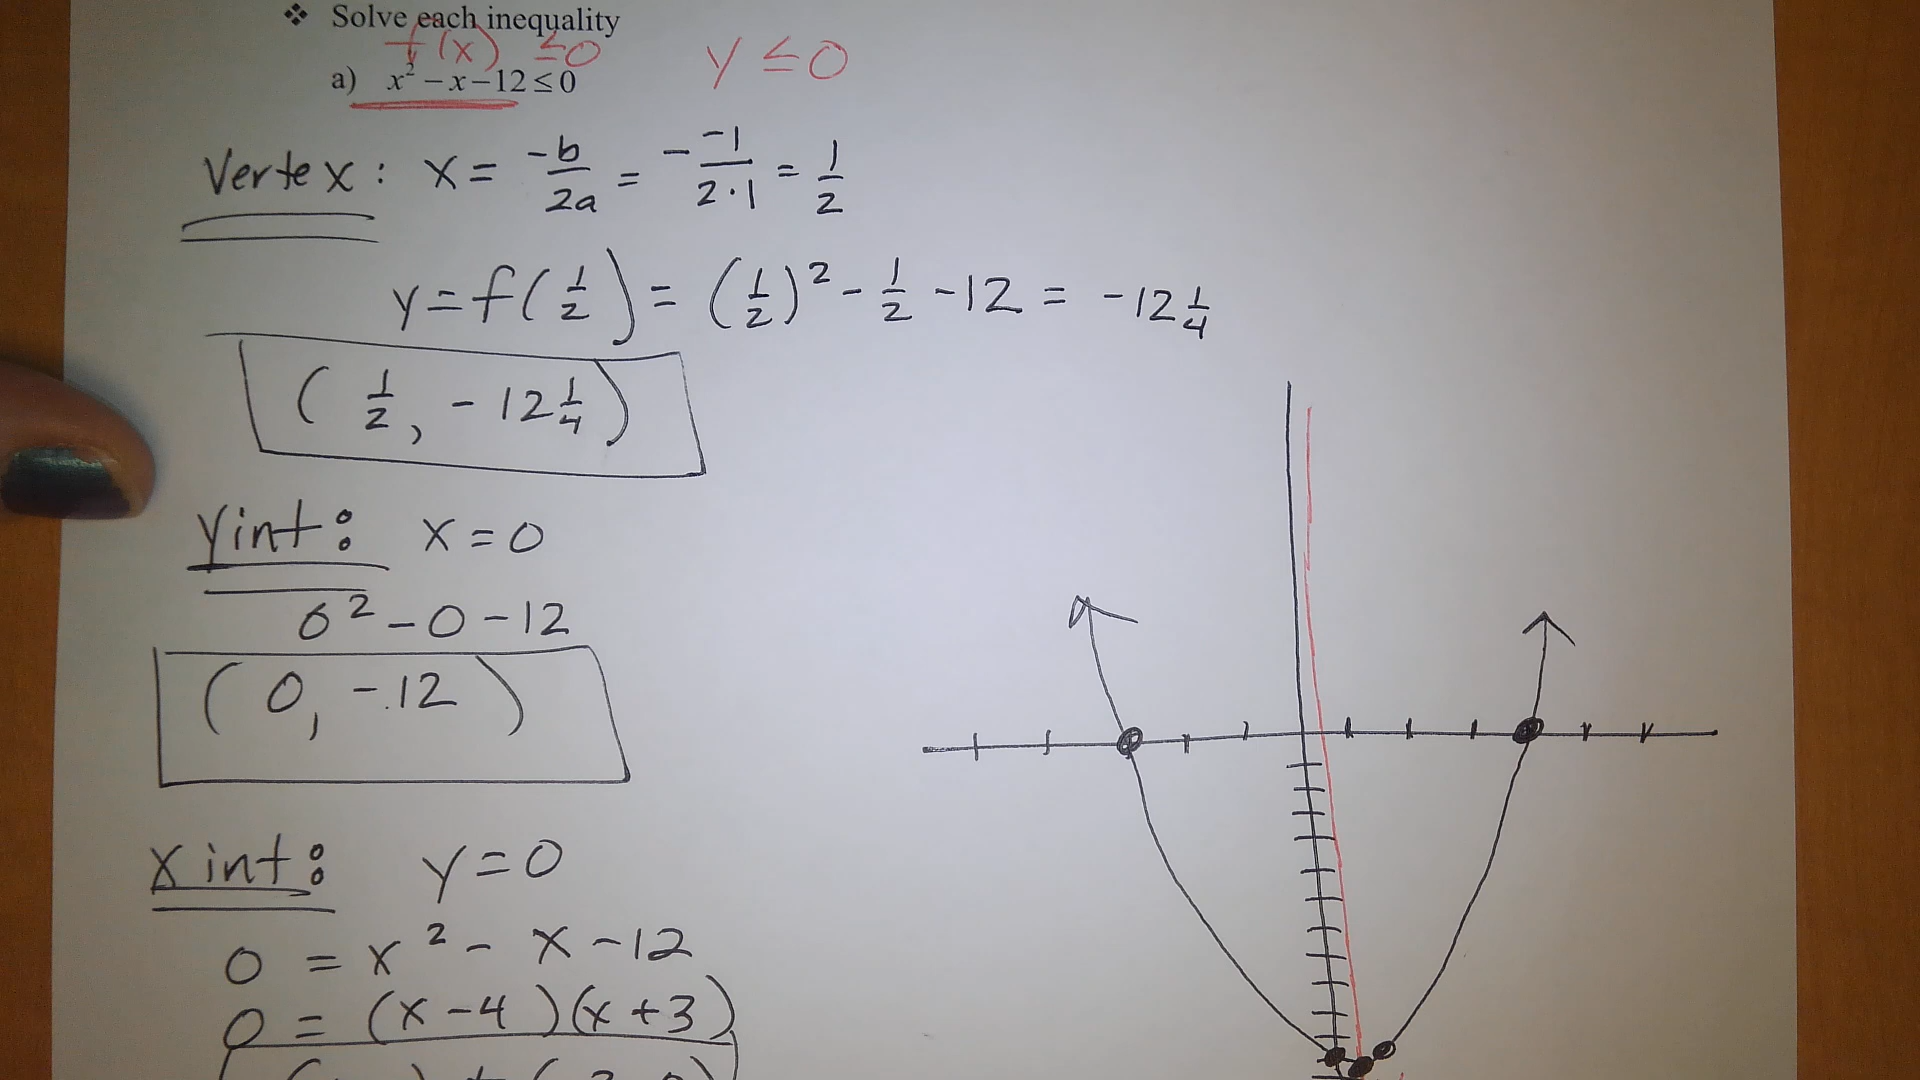 ❖ Solve each inequality
f(x) ≤0 y ≤ 0
a) x² – x – 12 ≤ 0
Vertex: x = -b/2a = - -1/2·1 = 1/2
y = f(1/2) = (1/2)² - 1/2 - 12 = -12 1/4
(1/2, -12 1/4)
Yint: x = 0
0² - 0 - 12
(0, -12)
X int: y = 0
0 = x² - x - 12
0 = (x - 4)(x + 3)